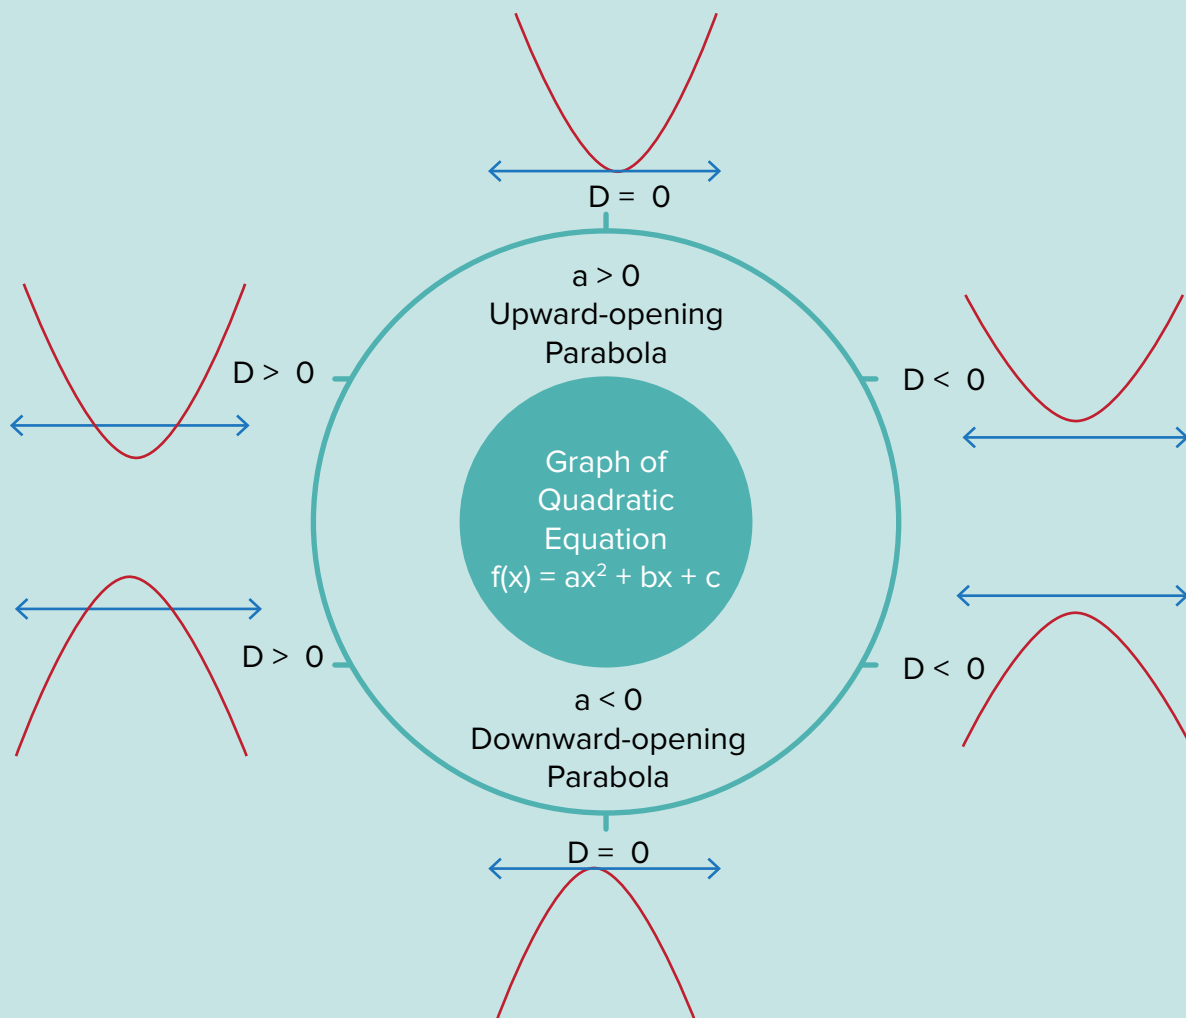 D = 0
a > 0
Upward-opening
Parabola
D > 0
D < 0
Graph of
Quadratic
Equation
f(x) = ax² + bx + c
D > 0
D < 0
a < 0
Downward-opening
Parabola
D = 0